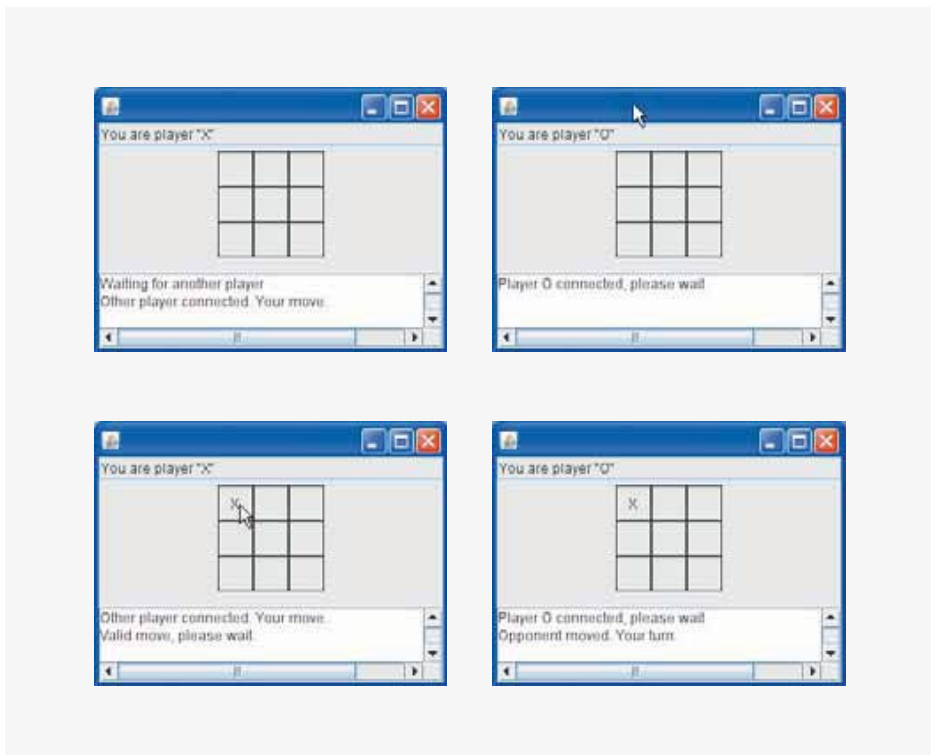 You are player "X"
Waiting for another player
Other player connected. Your move.
You are player "O"
Player O connected, please wait
You are player "X"
X
Other player connected. Your move.
Valid move, please wait.
You are player "O"
X
Player O connected, please wait
Opponent moved. Your turn.